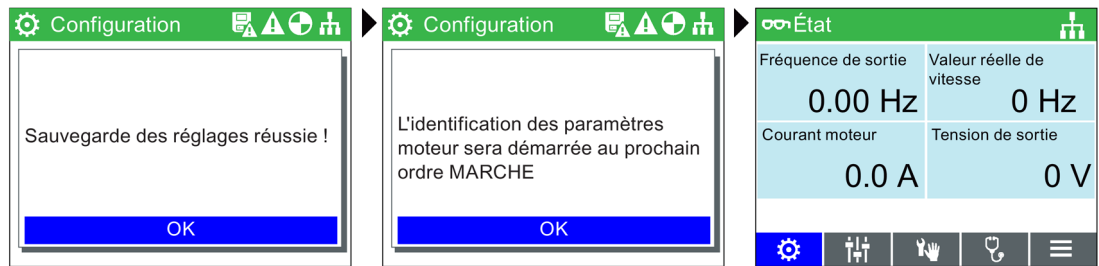 Configuration
Sauvegarde des réglages réussie !
OK
Configuration
L'identification des paramètres
moteur sera démarrée au prochain
ordre MARCHE
OK
État
Fréquence de sortie
0.00 Hz
Valeur réelle de
vitesse
0 Hz
Courant moteur
0.0 A
Tension de sortie
0 V